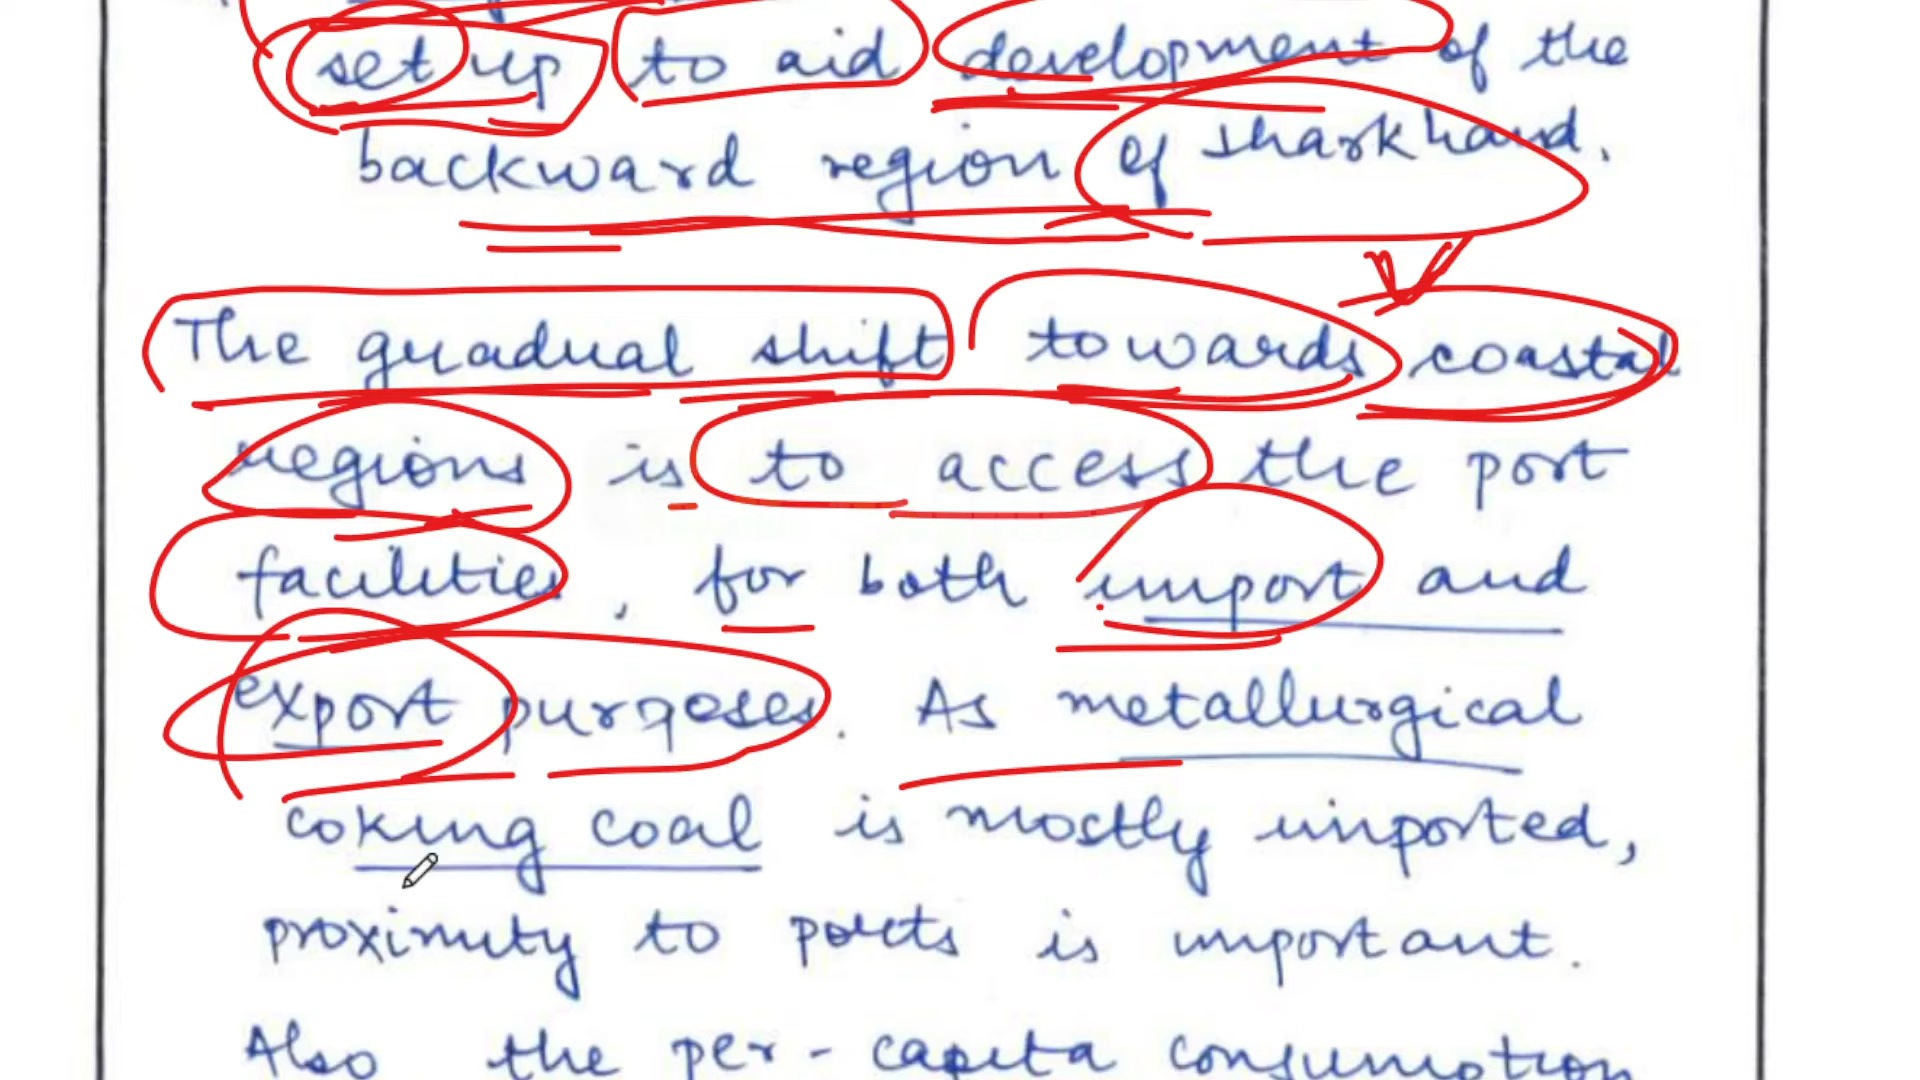 set up to aid development of the
backward region of Jharkhand.
The gradual shift towards coastal
regions is to access the port
facilities, for both import and
export purposes. As metallurgical
coking coal is mostly imported,
proximity to ports is important.
Also the per-capita consumption